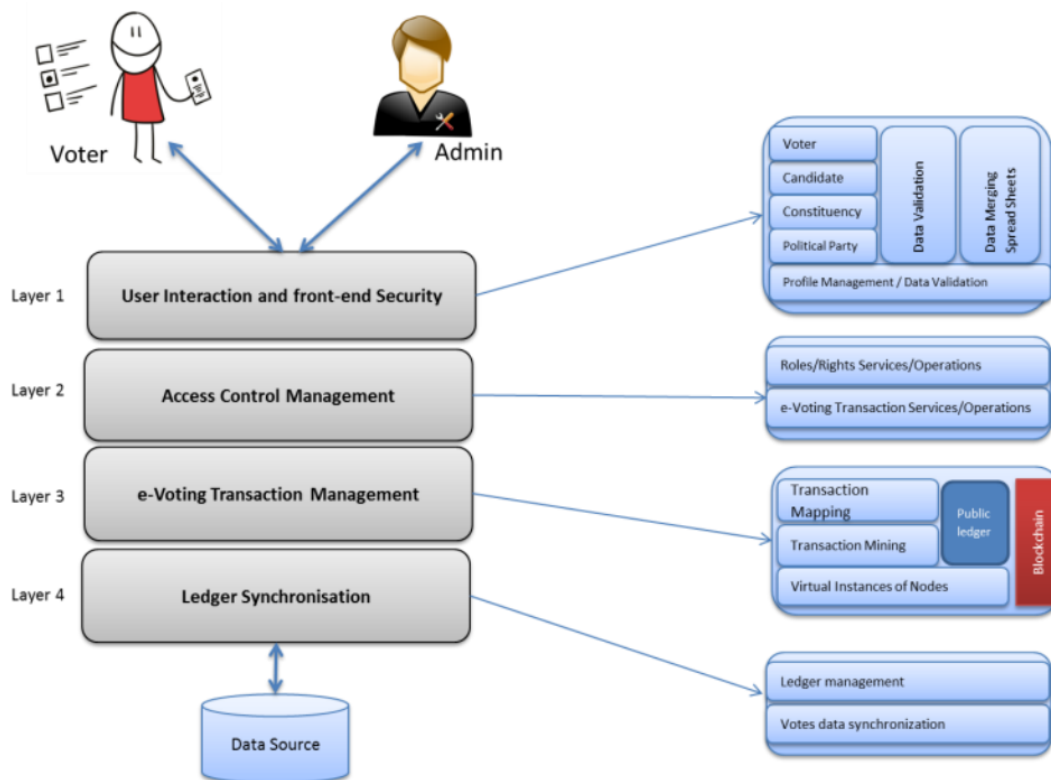 Voter
Admin
Layer 1
User Interaction and front-end Security
Layer 2
Access Control Management
Layer 3
e-Voting Transaction Management
Layer 4
Ledger Synchronisation
Data Source
Voter
Candidate
Constituency
Political Party
Data Validation
Data Merging
Spread Sheets
Profile Management / Data Validation
Roles/Rights Services/Operations
e-Voting Transaction Services/Operations
Transaction
Mapping
Transaction Mining
Public
ledger
Virtual Instances of Nodes
Blockchain
Ledger management
Votes data synchronization